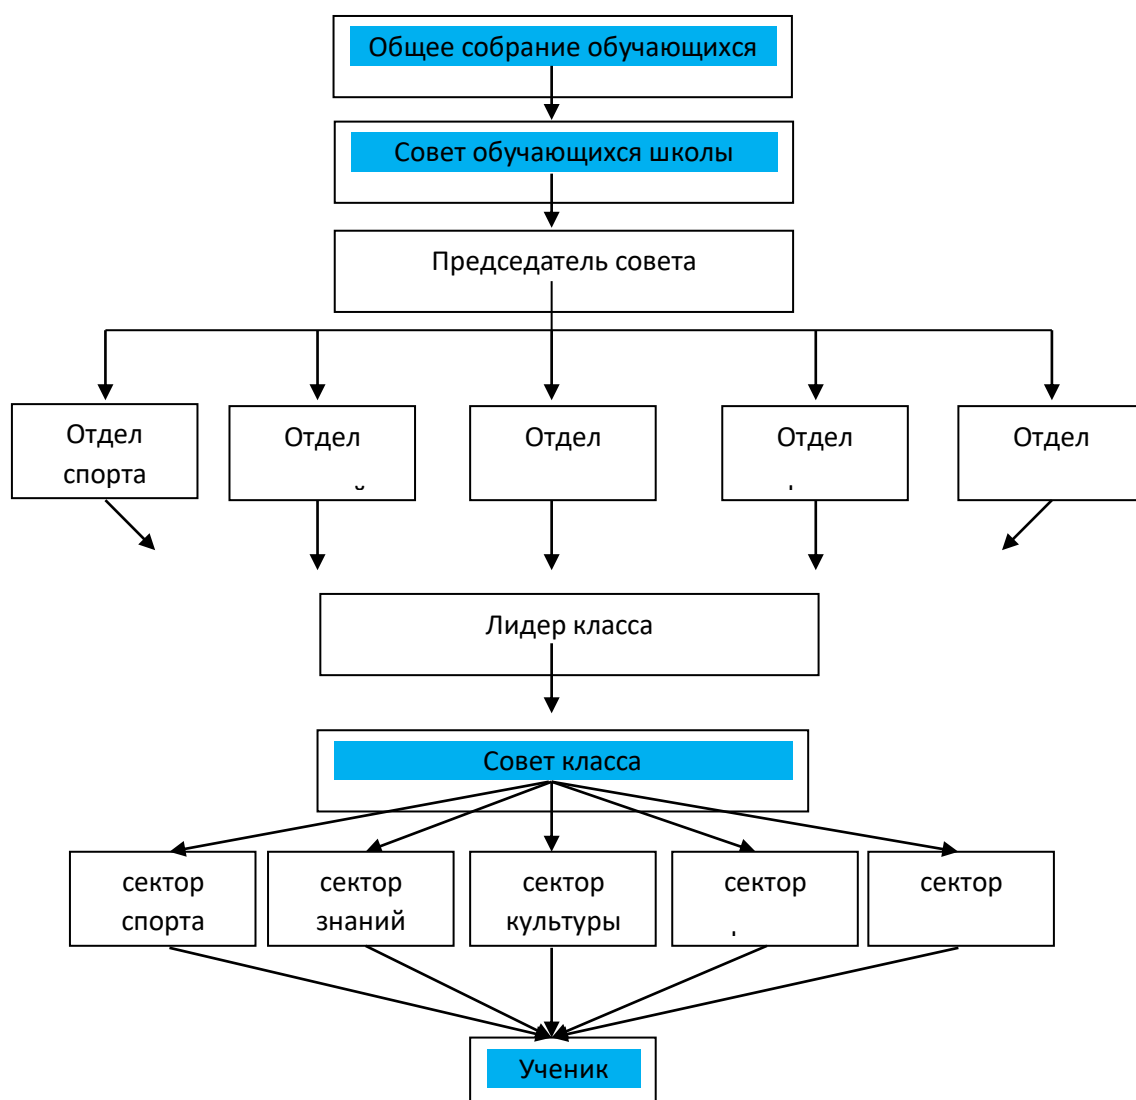 Общее собрание обучающихся
Совет обучающихся школы
Председатель совета
Отдел
спорта
Отдел
Отдел
Отдел
Отдел
Лидер класса
Совет класса
сектор
спорта
сектор
знаний
сектор
культуры
сектор
сектор
Ученик